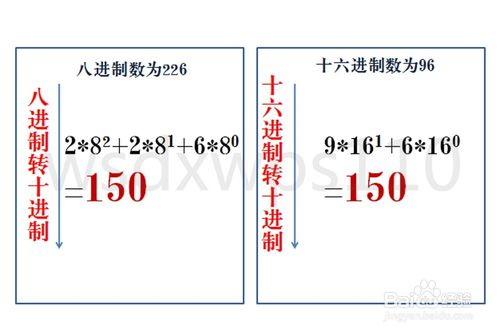 八进制数为226
八进制转十进制
2*8²+2*8¹+6*8⁰
=150
十六进制数为96
十六进制转十进制
9*16¹+6*16⁰
=150
wsdxwbs110
Baidu经验
jingyan.baidu.com